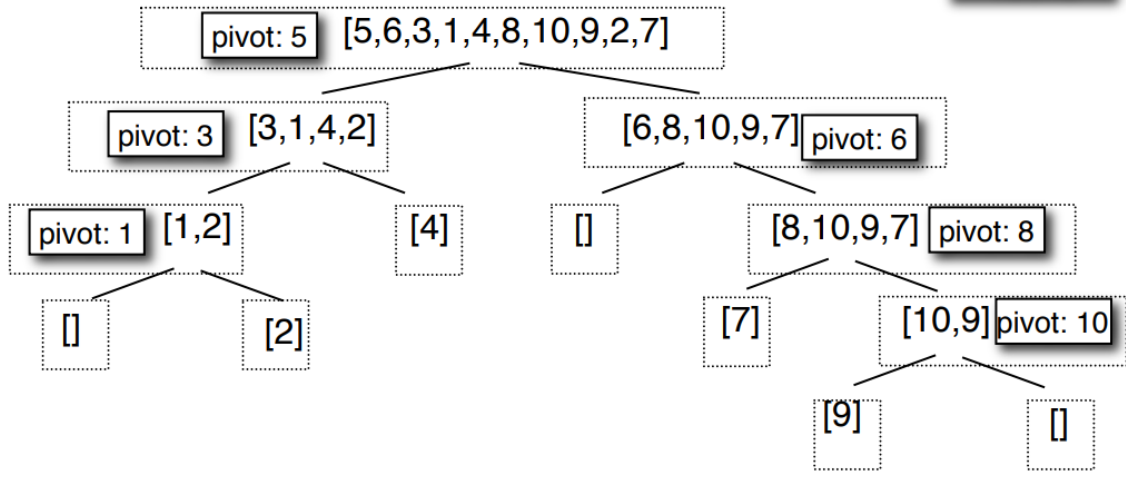 pivot: 5 [5,6,3,1,4,8,10,9,2,7]
pivot: 3 [3,1,4,2] [6,8,10,9,7] pivot: 6
pivot: 1 [1,2] [4] [] [8,10,9,7] pivot: 8
[] [2] [7] [10,9] pivot: 10
[9] []